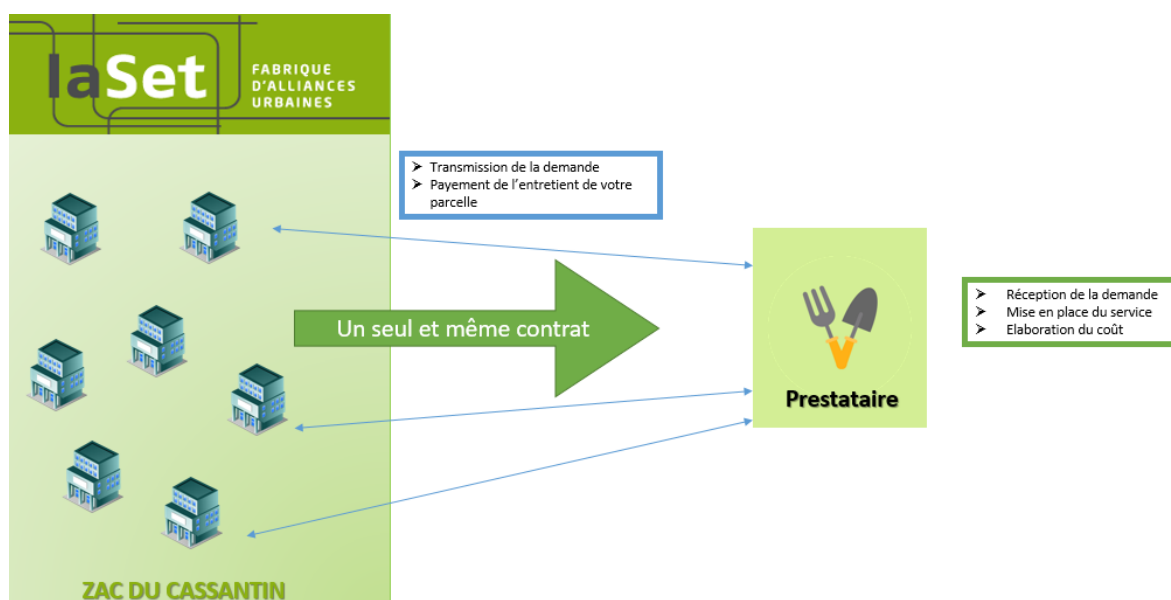 laSet
FABRIQUE
D'ALLIANCES
URBAINES
➤ Transmission de la demande
➤ Payement de l'entretient de votre
parcelle
Un seul et même contrat
Prestataire
➤ Réception de la demande
➤ Mise en place du service
➤ Elaboration du coût
ZAC DU CASSANTIN